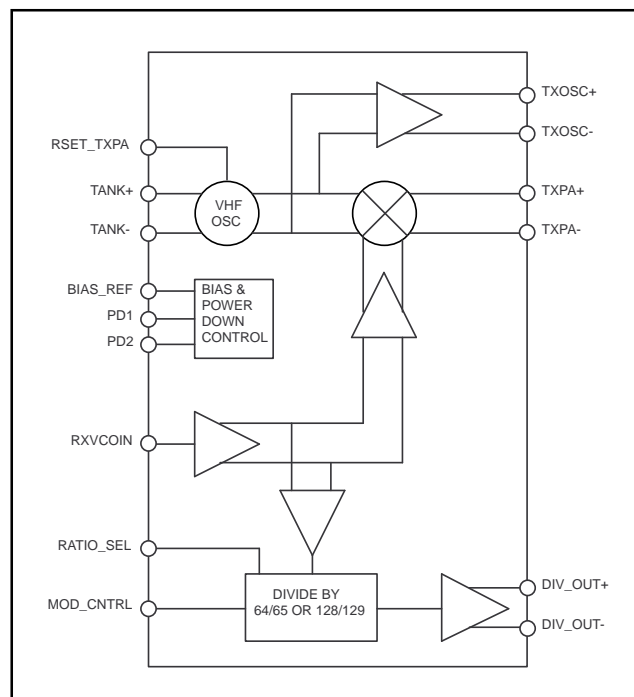 TXOSC+
TXOSC-
RSET_TXPA
TANK+
TANK-
VHF
OSC
TXPA+
TXPA-
BIAS_REF
PD1
PD2
BIAS &
POWER
DOWN
CONTROL
RXVCOIN
RATIO_SEL
MOD_CNTRL
DIVIDE BY
64/65 OR 128/129
DIV_OUT+
DIV_OUT-